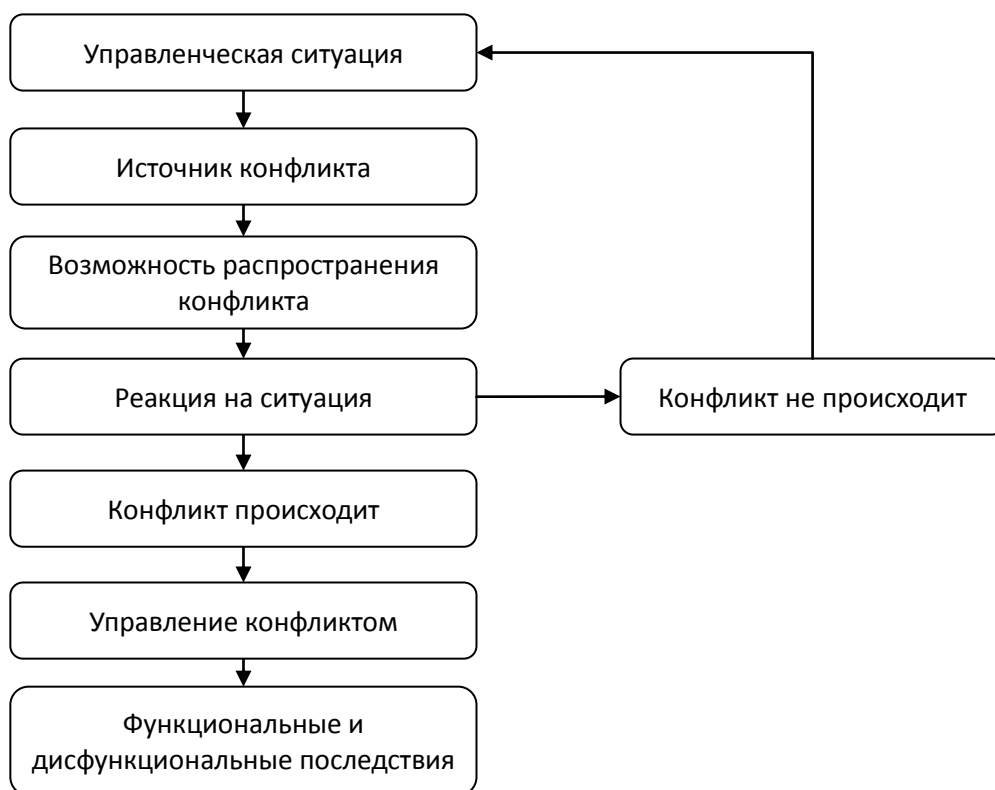 Управленческая ситуация
Источник конфликта
Возможность распространения
конфликта
Реакция на ситуация
Конфликт не происходит
Конфликт происходит
Управление конфликтом
Функциональные и
дисфункциональные последствия